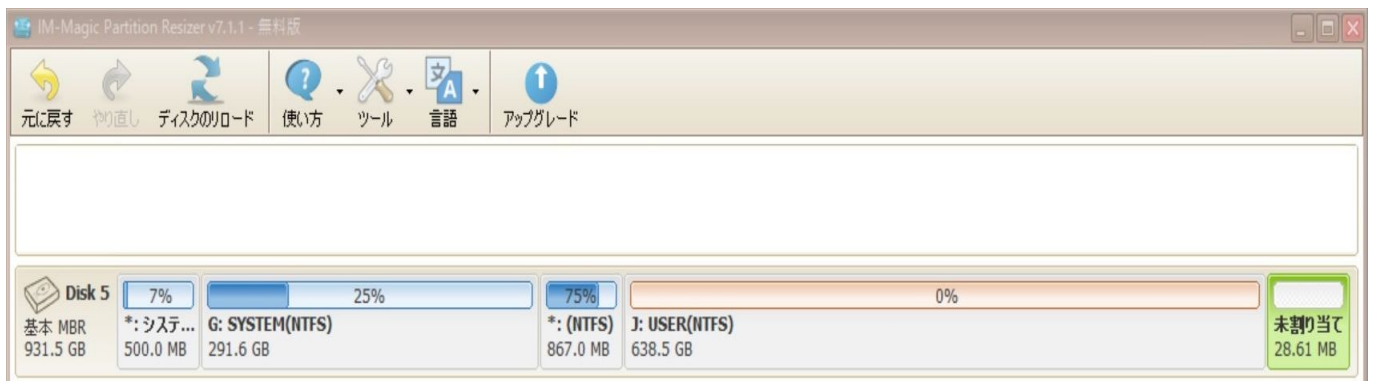 IM-Magic Partition Resizer v7.1.1 - 無料版
元に戻す やり直し ディスクのリロード 使い方 ツール 言語 アップグレード
Disk 5
基本 MBR
931.5 GB
7%
*: システ...
500.0 MB
25%
G: SYSTEM(NTFS)
291.6 GB
75%
*: (NTFS)
867.0 MB
0%
J: USER(NTFS)
638.5 GB
未割り当て
28.61 MB